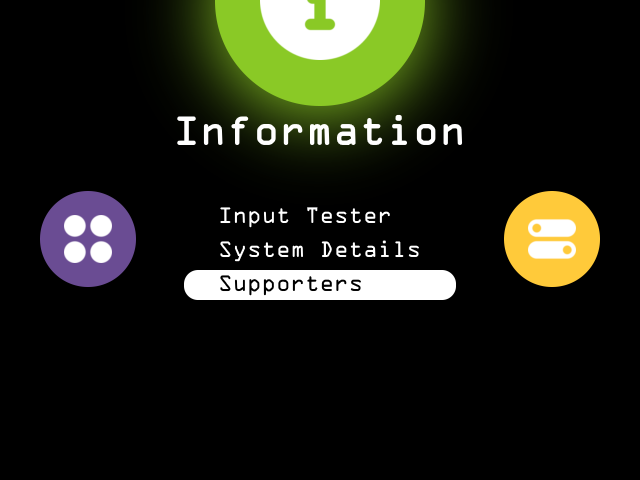 Information
Input Tester
System Details
Supporters